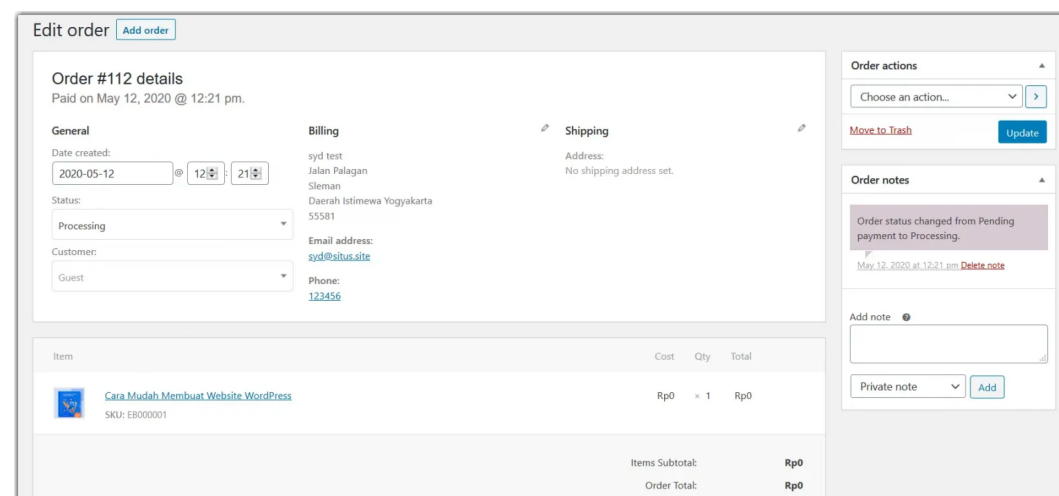 Edit order Add order
Order #112 details
Paid on May 12, 2020 @ 12:21 pm.
General
Date created:
2020-05-12 @ 12 : 21
Status:
Processing
Customer:
Guest
Billing
syd test
Jalan Palagan
Sleman
Daerah Istimewa Yogyakarta
55581
Email address:
syd@situs.site
Phone:
123456
Shipping
Address:
No shipping address set.
Item Cost Qty Total
Cara Mudah Membuat Website WordPress Rp0 × 1 Rp0
SKU: EB000001
Items Subtotal: Rp0
Order Total: Rp0
Order actions
Choose an action...
Move to Trash Update
Order notes
Order status changed from Pending
payment to Processing.
May 12, 2020 at 12:21 pm Delete note
Add note
Private note Add